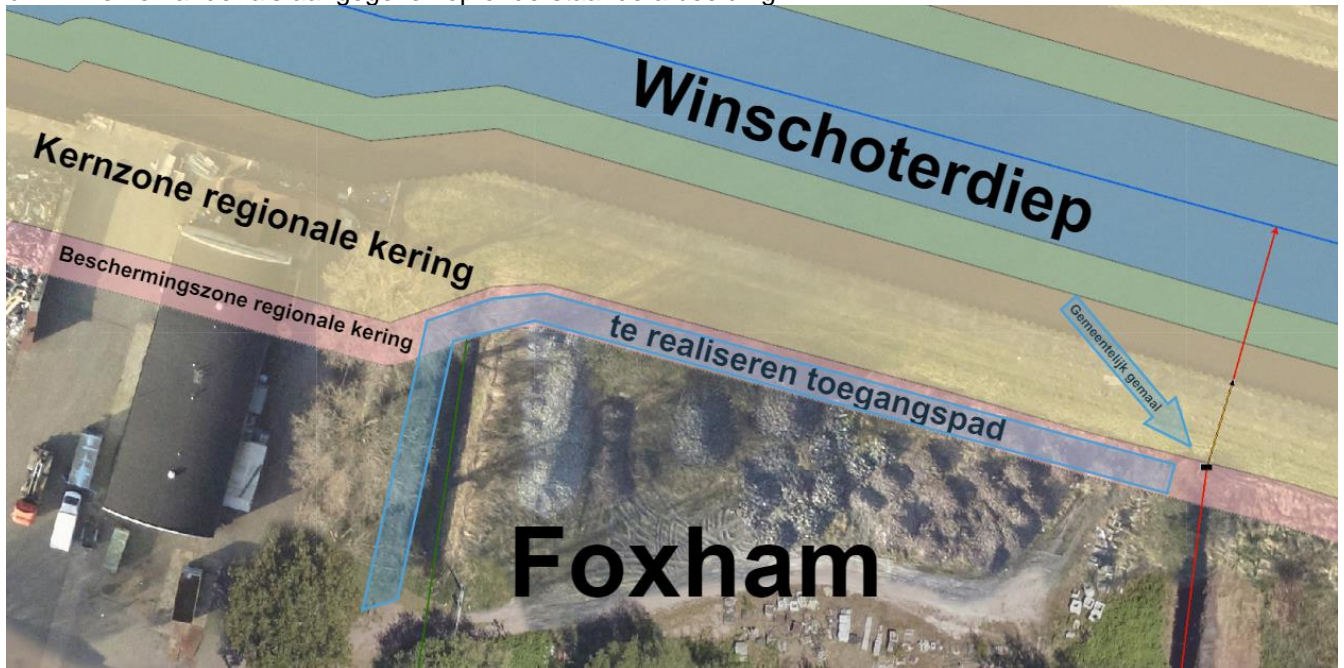 Winschoterdiep
Kernzone regionale kering
Beschermingszone regionale kering
te realiseren toegangspad
Gemeentelijk gemaal
Foxham